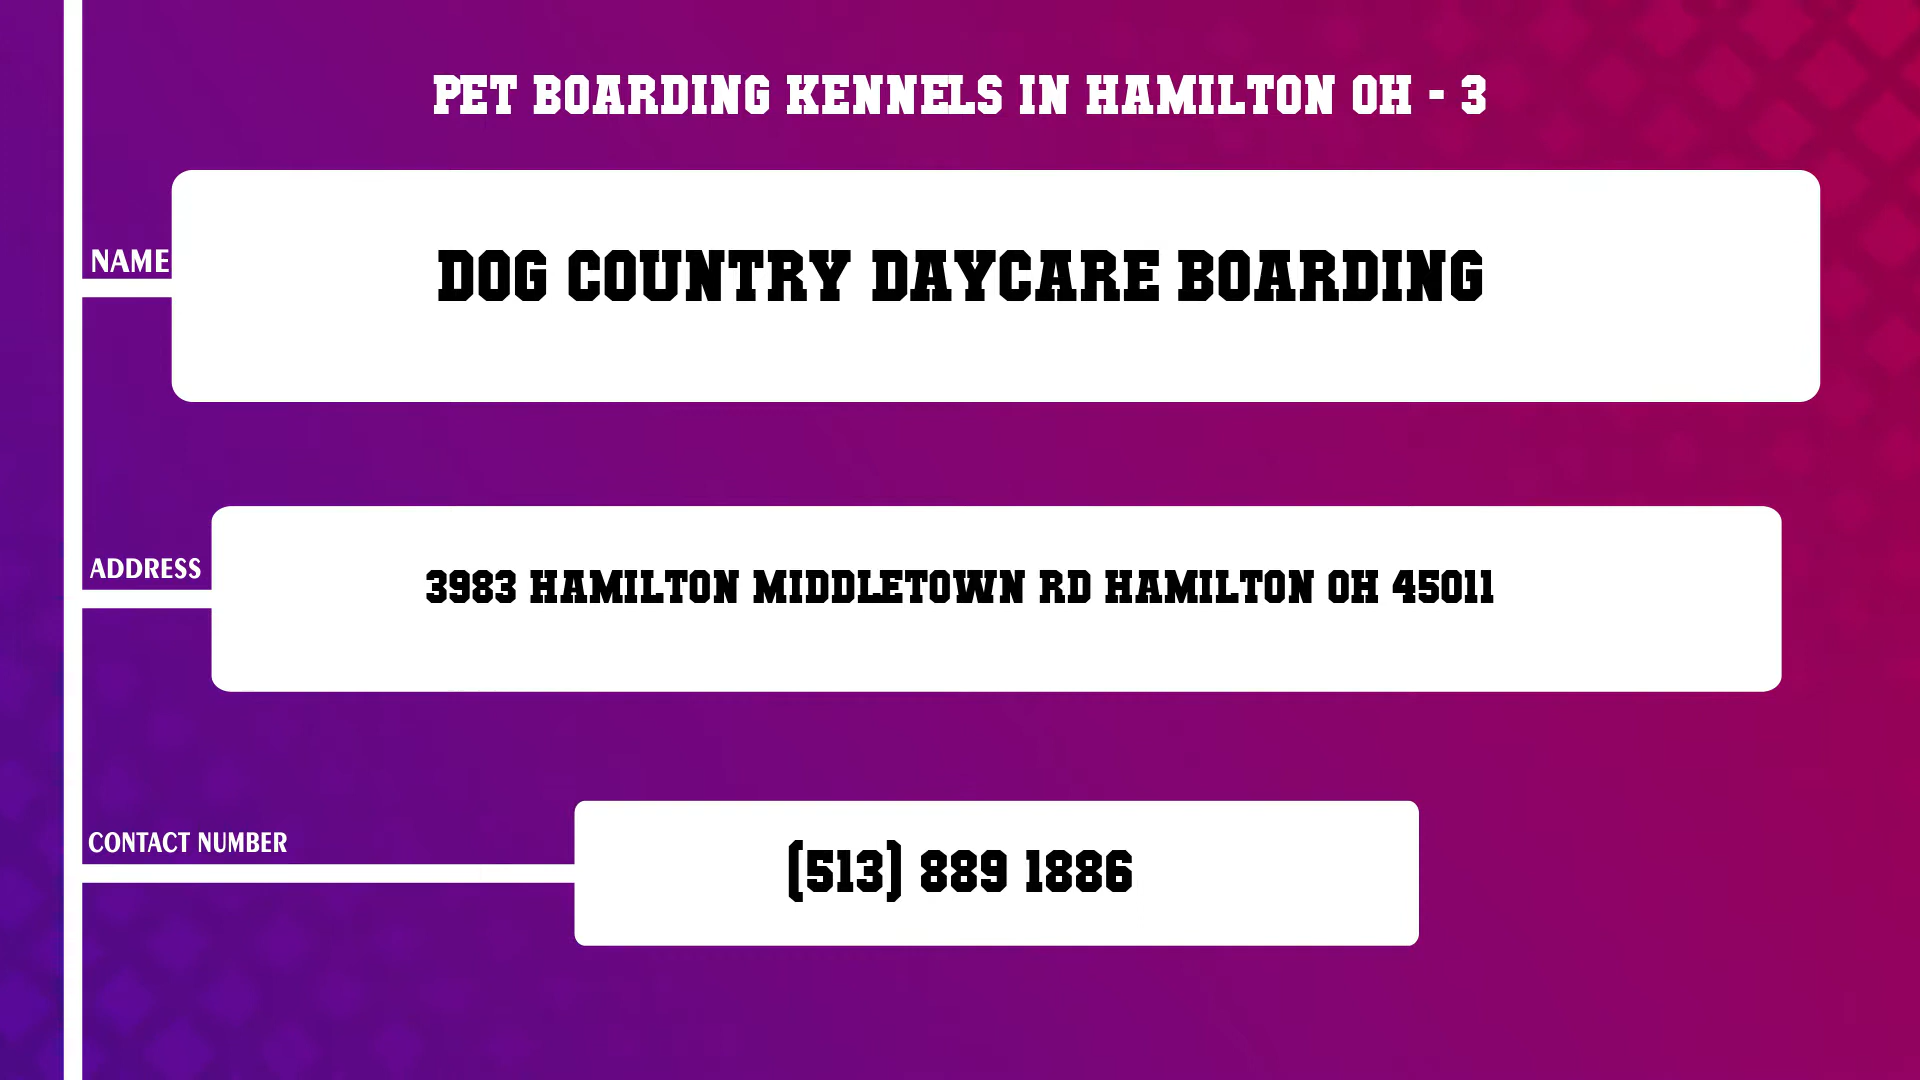 PET BOARDING KENNELS IN HAMILTON OH - 3
NAME
DOG COUNTRY DAYCARE BOARDING
ADDRESS
3983 HAMILTON MIDDLETOWN RD HAMILTON OH 45011
CONTACT NUMBER
(513) 889 1886